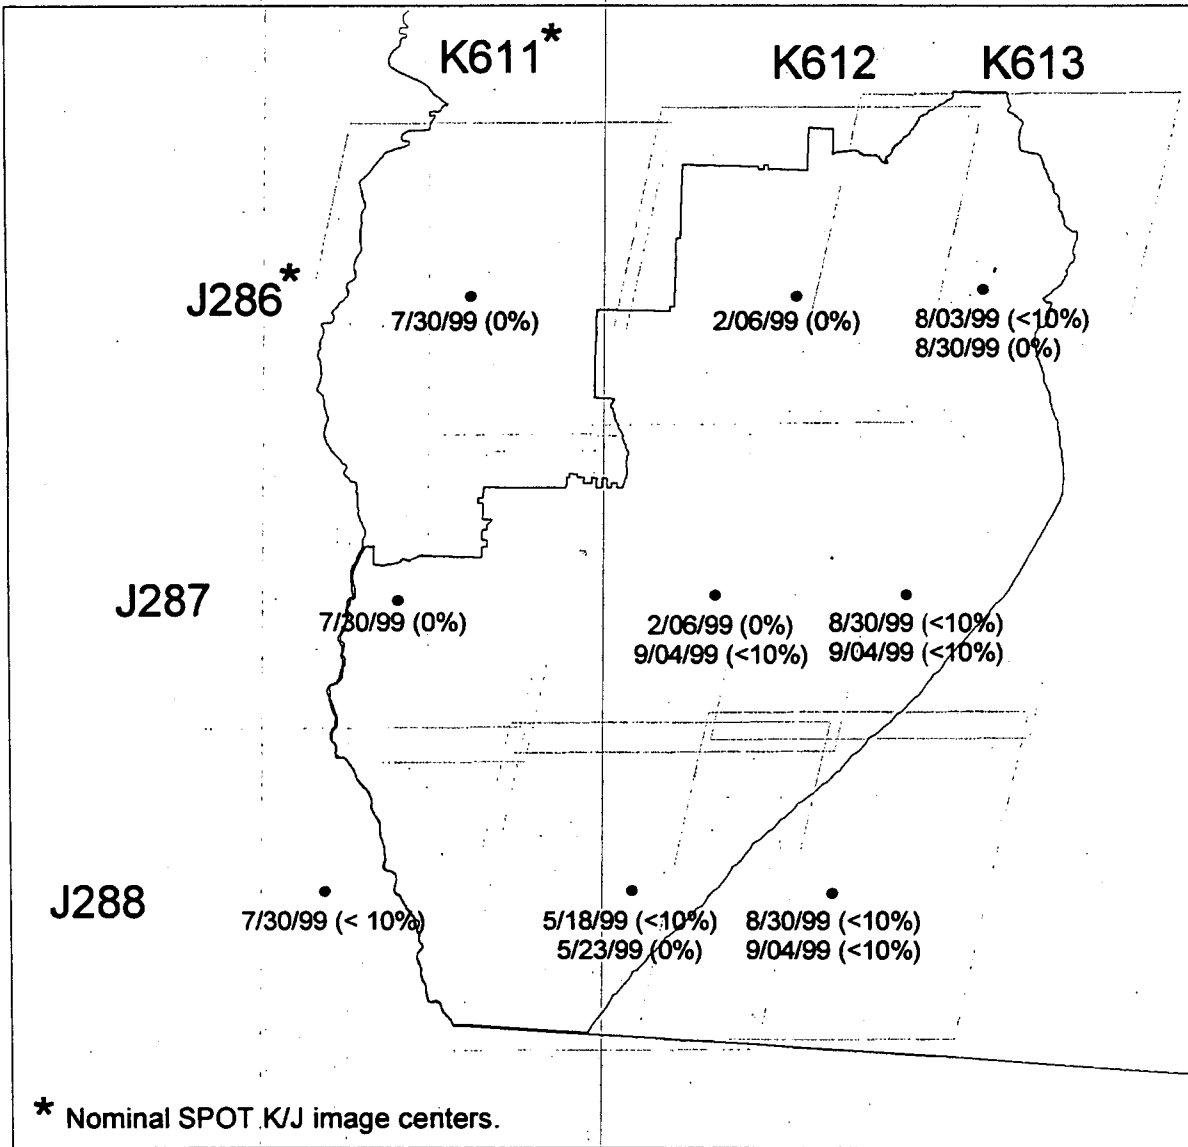 K611*
K612
K613
J286*
7/30/99 (0%)
2/06/99 (0%)
8/03/99 (<10%)
8/30/99 (0%)
J287
7/30/99 (0%)
2/06/99 (0%)
9/04/99 (<10%)
8/30/99 (<10%)
9/04/99 (<10%)
J288
7/30/99 (< 10%)
5/18/99 (<10%)
5/23/99 (0%)
8/30/99 (<10%)
9/04/99 (<10%)
* Nominal SPOT K/J image centers.